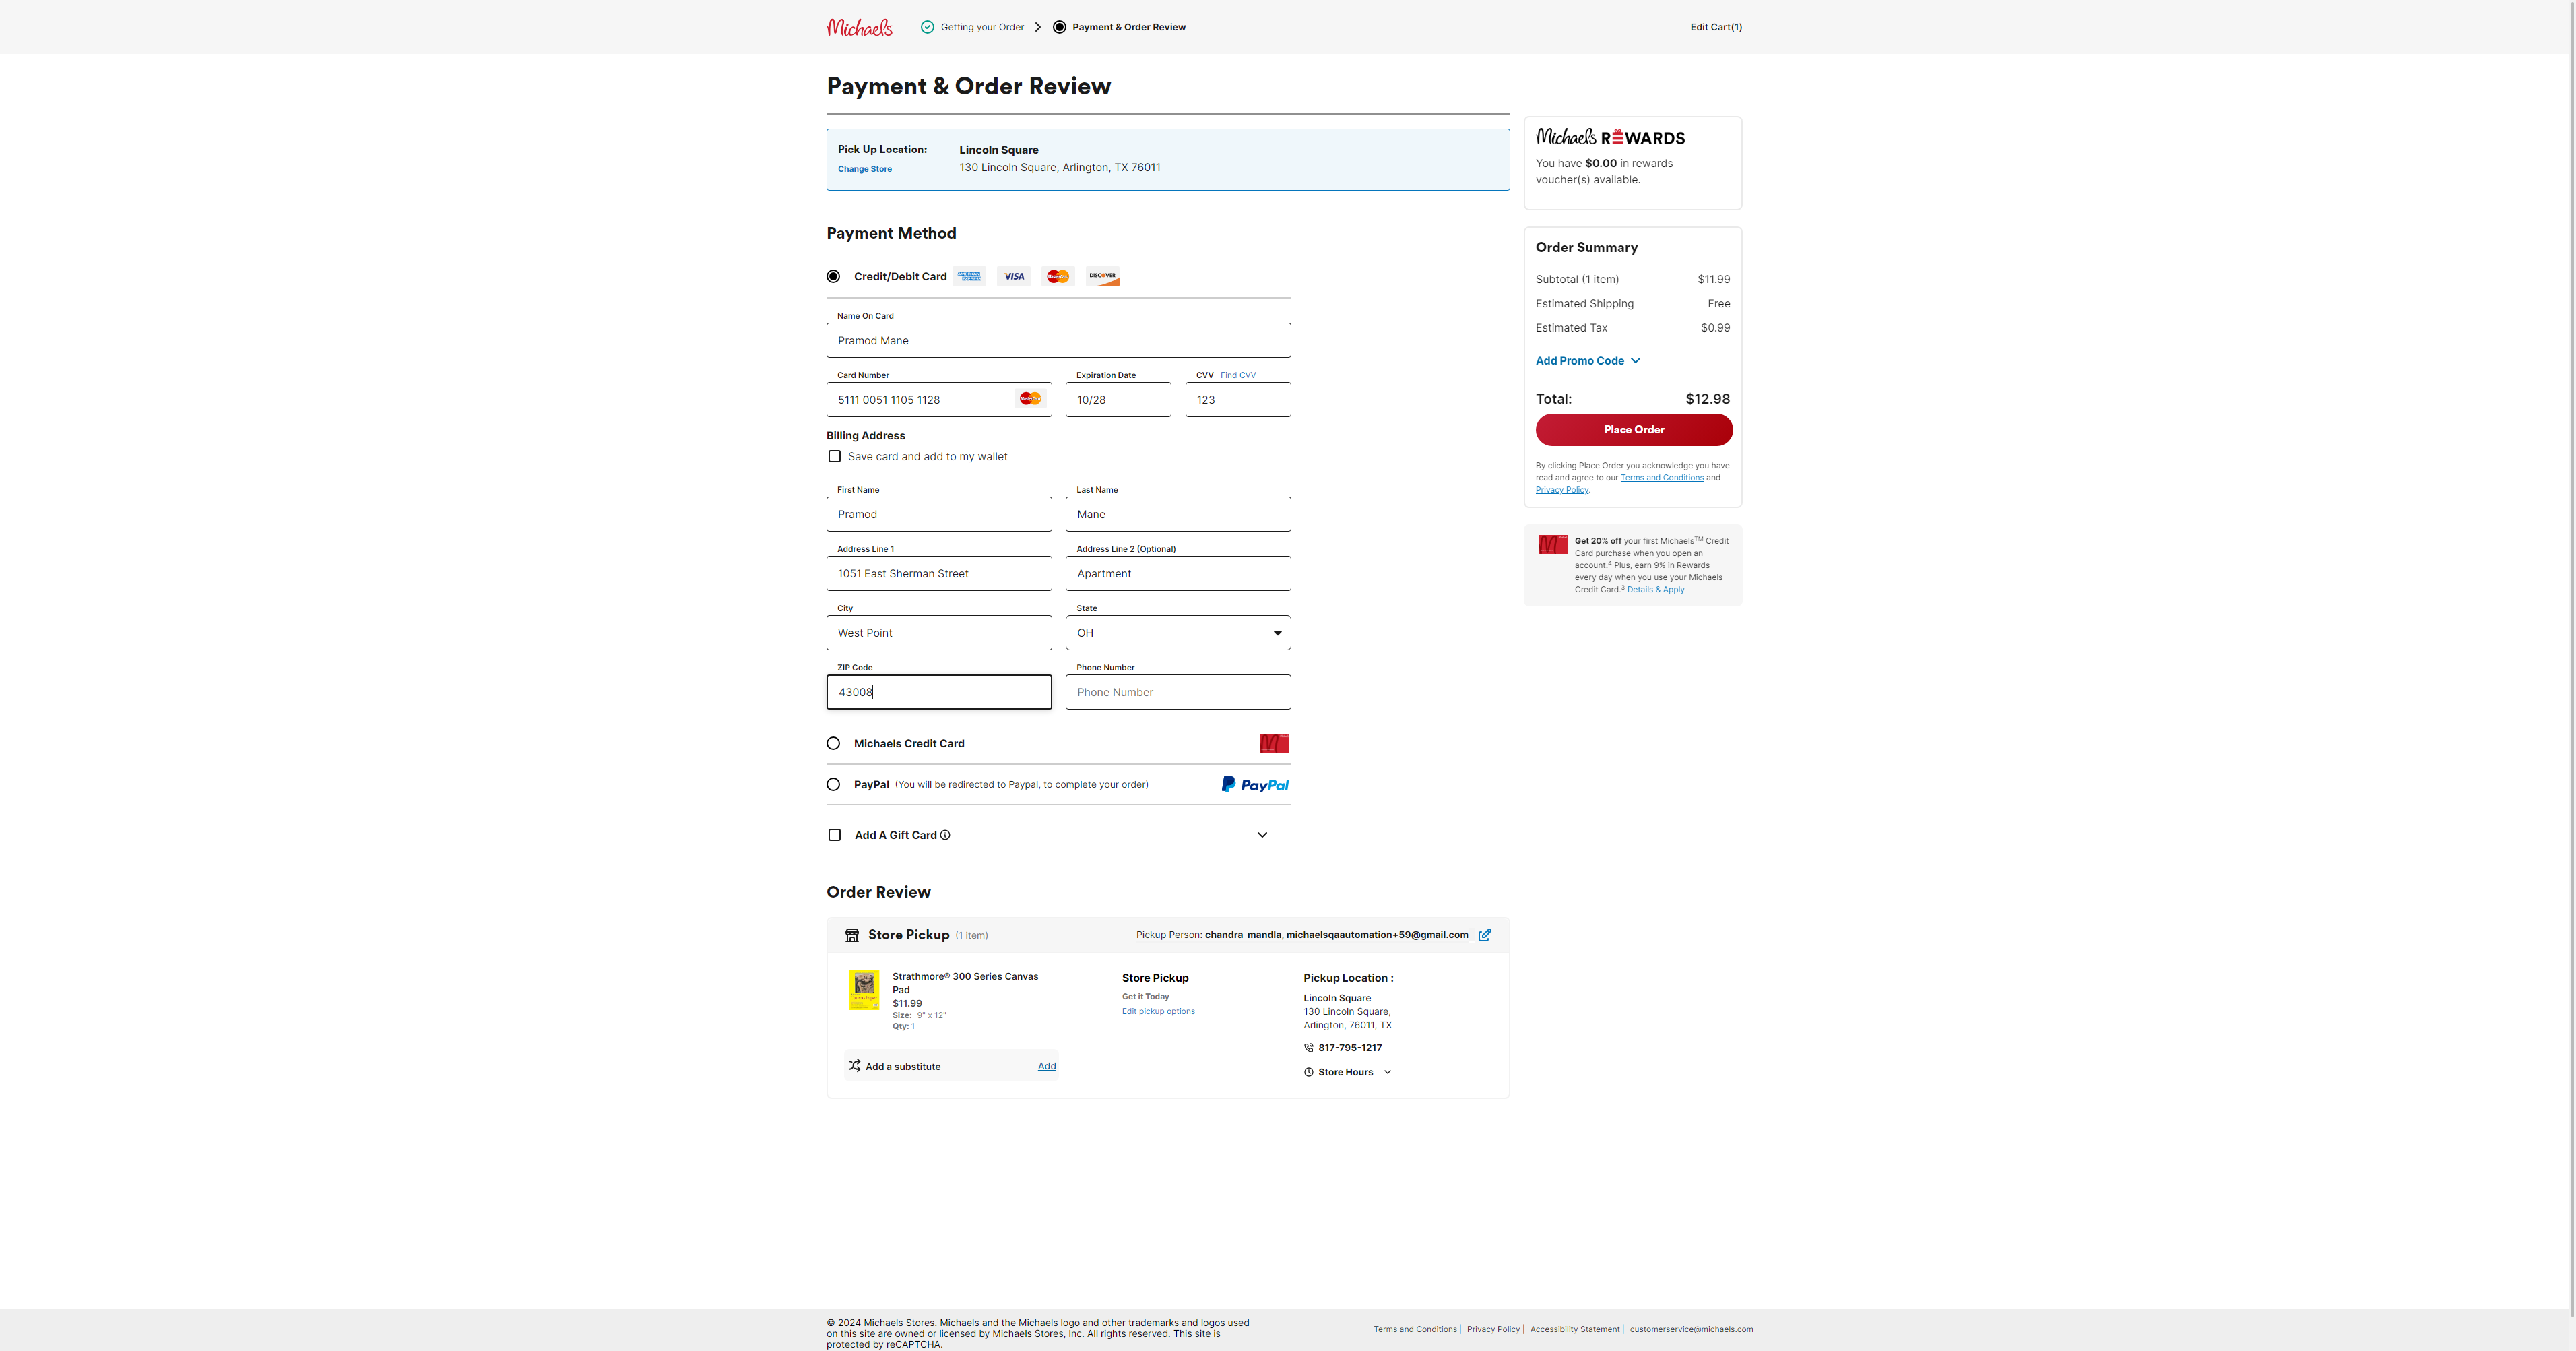 Michaels
Getting your Order
Payment & Order Review
Edit Cart(1)
Payment & Order Review
Pick Up Location:
Change Store
Lincoln Square
130 Lincoln Square, Arlington, TX 76011
Michaels REWARDS
You have $0.00 in rewards
voucher(s) available.
Payment Method
Credit/Debit Card
VISA
DISCOVER
Name On Card
Pramod Mane
Card Number
5111 0051 1105 1128
Expiration Date
10/28
CVV Find CVV
123
Billing Address
Save card and add to my wallet
First Name
Pramod
Last Name
Mane
Address Line 1
1051 East Sherman Street
Address Line 2 (Optional)
Apartment
City
West Point
State
OH
ZIP Code
43008
Phone Number
Phone Number
Michaels Credit Card
PayPal (You will be redirected to Paypal, to complete your order)
PayPal
Add A Gift Card
Order Summary
Subtotal (1 item) $11.99
Estimated Shipping Free
Estimated Tax $0.99
Add Promo Code
Total: $12.98
Place Order
By clicking Place Order you acknowledge you have
read and agree to our Terms and Conditions and
Privacy Policy.
Get 20% off your first Michaels™ Credit
Card purchase when you open an
account.⁴ Plus, earn 9% in Rewards
every day when you use your Michaels
Credit Card.³ Details & Apply
Order Review
Store Pickup (1 item)
Pickup Person: chandra mandla, michaelsqaautomation+59@gmail.com
Strathmore® 300 Series Canvas
Pad
$11.99
Size: 9" x 12"
Qty: 1
Add a substitute
Add
Store Pickup
Get it Today
Edit pickup options
Pickup Location :
Lincoln Square
130 Lincoln Square,
Arlington, 76011, TX
817-795-1217
Store Hours
© 2024 Michaels Stores. Michaels and the Michaels logo and other trademarks and logos used
on this site are owned or licensed by Michaels Stores, Inc. All rights reserved. This site is
protected by reCAPTCHA.
Terms and Conditions | Privacy Policy | Accessibility Statement | customerservice@michaels.com